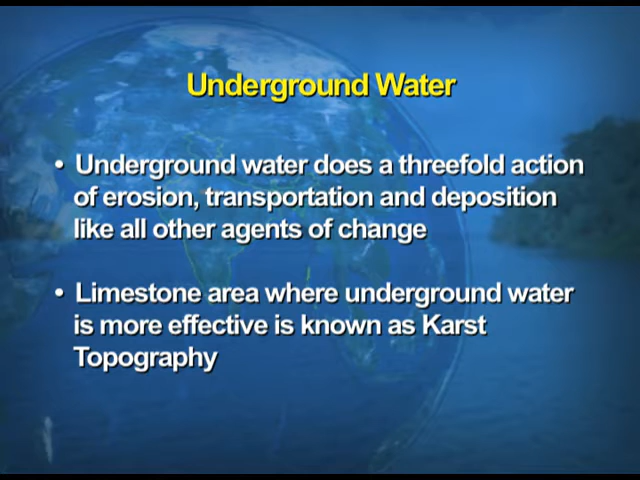 Underground Water
• Underground water does a threefold action
of erosion, transportation and deposition
like all other agents of change
• Limestone area where underground water
is more effective is known as Karst
Topography